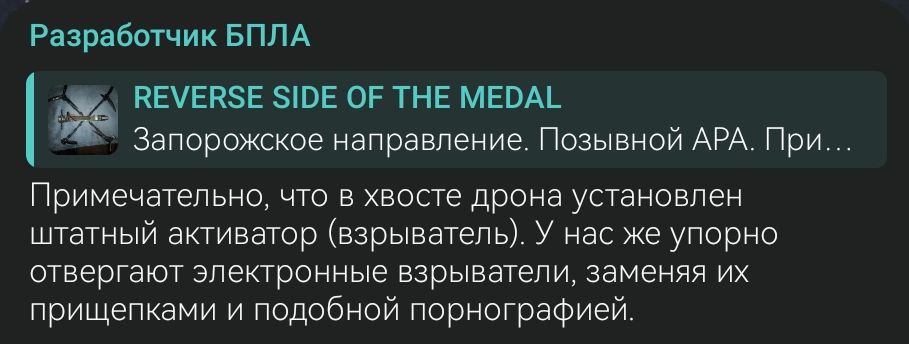 Разработчик БПЛА
REVERSE SIDE OF THE MEDAL
Запорожское направление. Позывной АРА. При...
Примечательно, что в хвосте дрона установлен
штатный активатор (взрыватель). У нас же упорно
отвергают электронные взрыватели, заменяя их
прищепками и подобной порнографией.